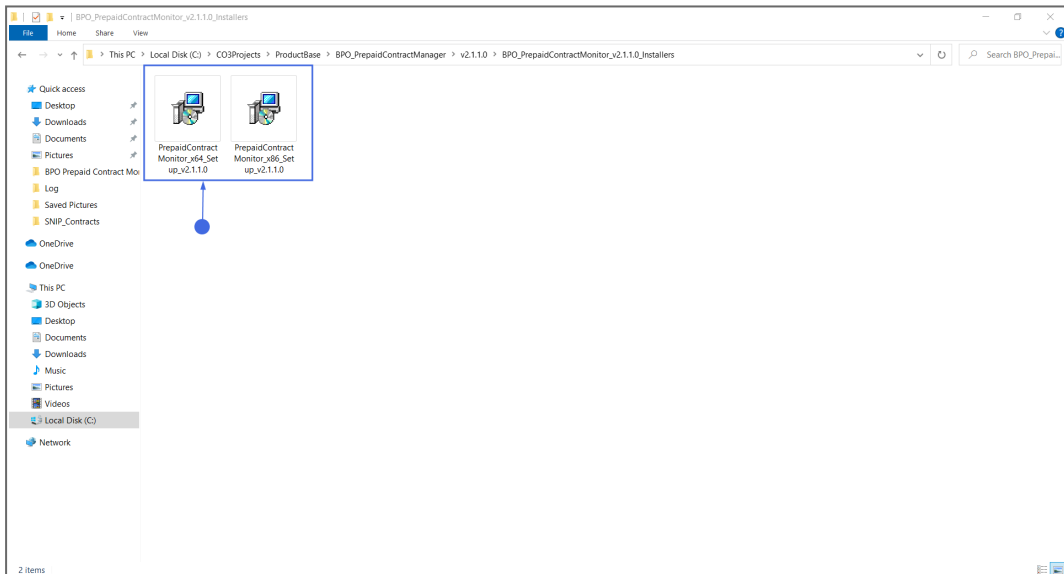 BPO_PrepaidContractMonitor_v2.1.1.0_Installers
File Home Share View
This PC > Local Disk (C:) > CO3Projects > ProductBase > BPO_PrepaidContractManager > v2.1.1.0 > BPO_PrepaidContractMonitor_v2.1.1.0_Installers
Search BPO_Prepai...
Quick access
Desktop
Downloads
Documents
Pictures
BPO Prepaid Contract Mo
Log
Saved Pictures
SNIP_Contracts
OneDrive
OneDrive
This PC
3D Objects
Desktop
Documents
Downloads
Music
Pictures
Videos
Local Disk (C:)
Network
PrepaidContract
Monitor_x64_Set
up_v2.1.1.0
PrepaidContract
Monitor_x86_Set
up_v2.1.1.0
2 items